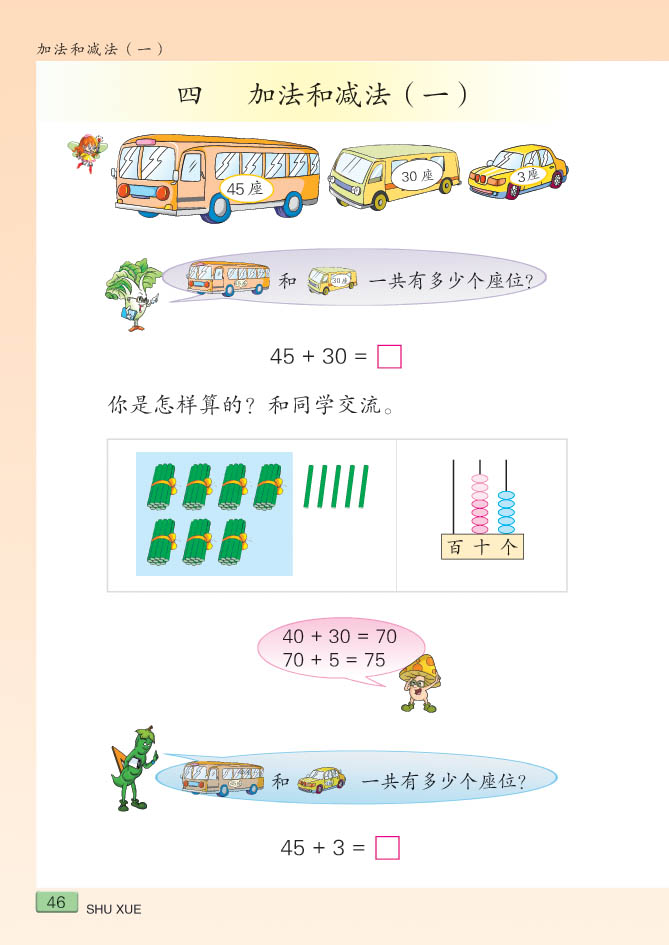 加法和减法（一）
四 加法和减法（一）
45座
30座
3座
和 30座 一共有多少个座位？
45 + 30 = □
你是怎样算的？和同学交流。
百 十 个
40 + 30 = 70
70 + 5 = 75
和 一共有多少个座位？
45 + 3 = □
46
SHU XUE